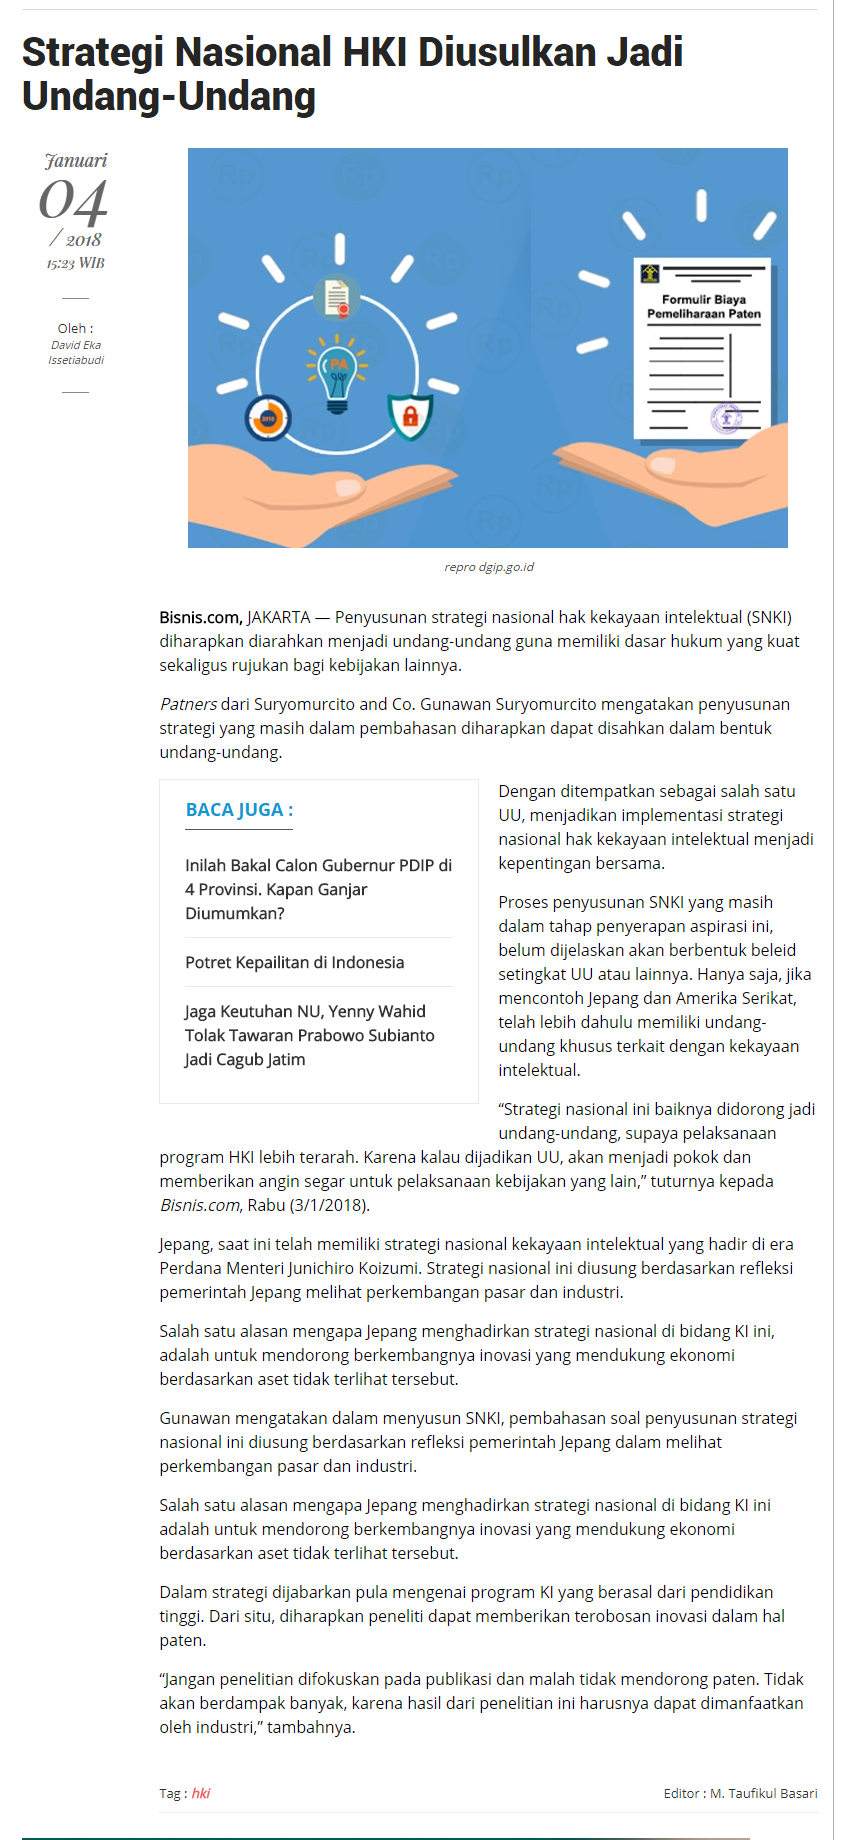 Strategi Nasional HKI Diusulkan Jadi
Undang-Undang
Januari
04
/ 2018
15:23 WIB
Oleh :
David Eka
Issetiabudi
Rp
Rp
Rp
Rp
Rp
PA
2018
Formulir Biaya
Pemeliharaan Paten
repro dgip.go.id
Bisnis.com, JAKARTA — Penyusunan strategi nasional hak kekayaan intelektual (SNKI)
diharapkan diarahkan menjadi undang-undang guna memiliki dasar hukum yang kuat
sekaligus rujukan bagi kebijakan lainnya.
Patners dari Suryomurcito and Co. Gunawan Suryomurcito mengatakan penyusunan
strategi yang masih dalam pembahasan diharapkan dapat disahkan dalam bentuk
undang-undang.
BACA JUGA :
Inilah Bakal Calon Gubernur PDIP di
4 Provinsi. Kapan Ganjar
Diumumkan?
Potret Kepailitan di Indonesia
Jaga Keutuhan NU, Yenny Wahid
Tolak Tawaran Prabowo Subianto
Jadi Cagub Jatim
Dengan ditempatkan sebagai salah satu
UU, menjadikan implementasi strategi
nasional hak kekayaan intelektual menjadi
kepentingan bersama.
Proses penyusunan SNKI yang masih
dalam tahap penyerapan aspirasi ini,
belum dijelaskan akan berbentuk beleid
setingkat UU atau lainnya. Hanya saja, jika
mencontoh Jepang dan Amerika Serikat,
telah lebih dahulu memiliki undang-
undang khusus terkait dengan kekayaan
intelektual.
“Strategi nasional ini baiknya didorong jadi
undang-undang, supaya pelaksanaan
program HKI lebih terarah. Karena kalau dijadikan UU, akan menjadi pokok dan
memberikan angin segar untuk pelaksanaan kebijakan yang lain,” tuturnya kepada
Bisnis.com, Rabu (3/1/2018).
Jepang, saat ini telah memiliki strategi nasional kekayaan intelektual yang hadir di era
Perdana Menteri Junichiro Koizumi. Strategi nasional ini diusung berdasarkan refleksi
pemerintah Jepang melihat perkembangan pasar dan industri.
Salah satu alasan mengapa Jepang menghadirkan strategi nasional di bidang KI ini,
adalah untuk mendorong berkembangnya inovasi yang mendukung ekonomi
berdasarkan aset tidak terlihat tersebut.
Gunawan mengatakan dalam menyusun SNKI, pembahasan soal penyusunan strategi
nasional ini diusung berdasarkan refleksi pemerintah Jepang dalam melihat
perkembangan pasar dan industri.
Salah satu alasan mengapa Jepang menghadirkan strategi nasional di bidang KI ini
adalah untuk mendorong berkembangnya inovasi yang mendukung ekonomi
berdasarkan aset tidak terlihat tersebut.
Dalam strategi dijabarkan pula mengenai program KI yang berasal dari pendidikan
tinggi. Dari situ, diharapkan peneliti dapat memberikan terobosan inovasi dalam hal
paten.
“Jangan penelitian difokuskan pada publikasi dan malah tidak mendorong paten. Tidak
akan berdampak banyak, karena hasil dari penelitian ini harusnya dapat dimanfaatkan
oleh industri,” tambahnya.
Tag : hki
Editor : M. Taufikul Basari